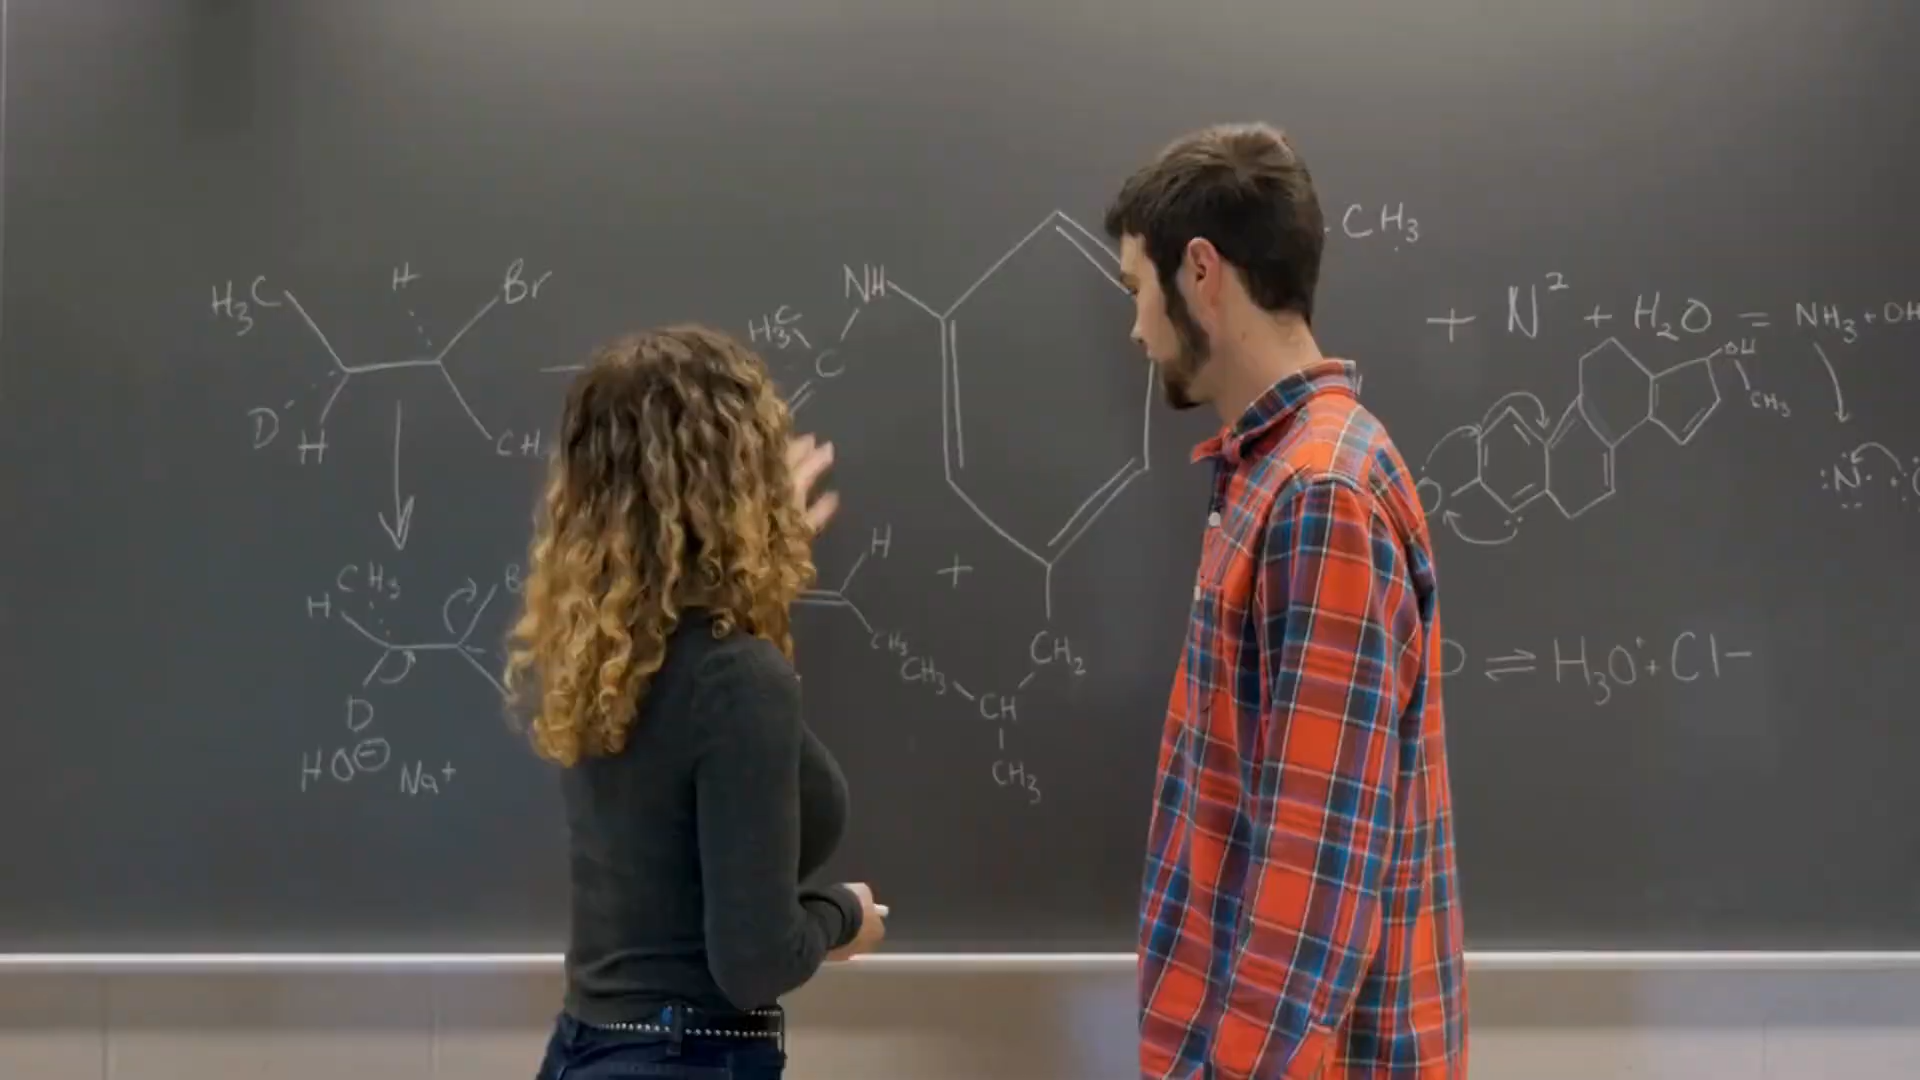 H₃C H Br
D H CH
CH₃ H
D
HO⊖ Na⁺
NH
H₃C C
H
+
CH₃
CH₃ CH₂
CH
CH₃
CH₃
+ N² + H₂O = NH₃ + OH
OH
CH₃
:N·
⇌ H₃O⁺ + Cl−